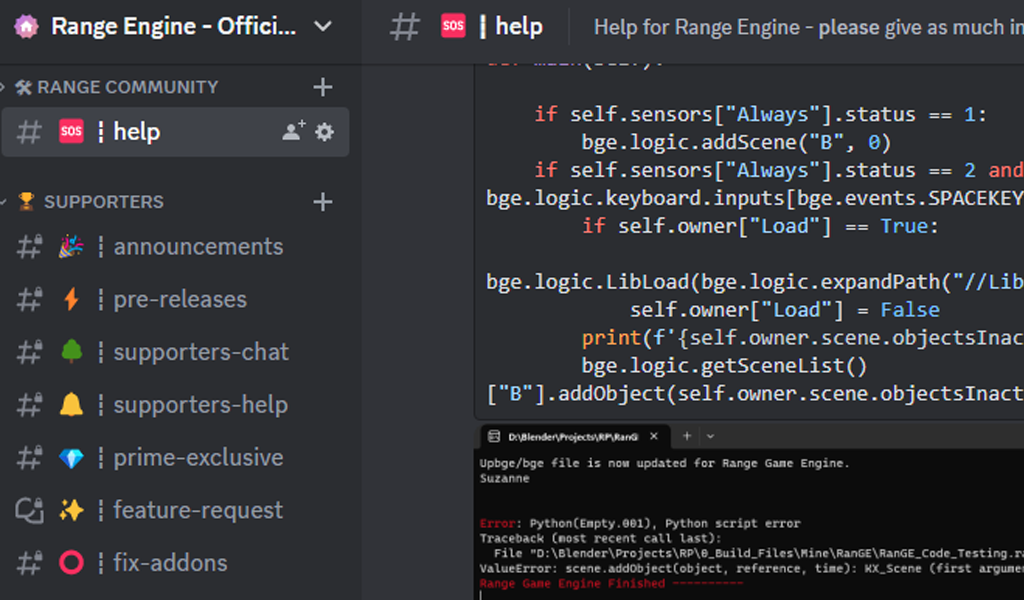 Range Engine - Offici...
RANGE COMMUNITY
SOS ┆ help
SUPPORTERS
┆ announcements
┆ pre-releases
┆ supporters-chat
┆ supporters-help
┆ prime-exclusive
┆ feature-request
┆ fix-addons
# SOS ┆ help
Help for Range Engine - please give as much in
if self.sensors["Always"].status == 1:
bge.logic.addScene("B", 0)
if self.sensors["Always"].status == 2 and
bge.logic.keyboard.inputs[bge.events.SPACEKEY
if self.owner["Load"] == True:
bge.logic.LibLoad(bge.logic.expandPath("//Lib
self.owner["Load"] = False
print(f'{self.owner.scene.objectsInac
bge.logic.getSceneList()
["B"].addObject(self.owner.scene.objectsInact
D:\Blender\Projects\RP\RanG
Upbge/bge file is now updated for Range Game Engine.
Suzanne
Error: Python(Empty.001), Python script error
Traceback (most recent call last):
File "D:\Blender\Projects\RP\0_Build_Files\Mine\RanGE\RanGE_Code_Testing.ra
ValueError: scene.addObject(object, reference, time): KX_Scene (first argume
Range Game Engine Finished ----------